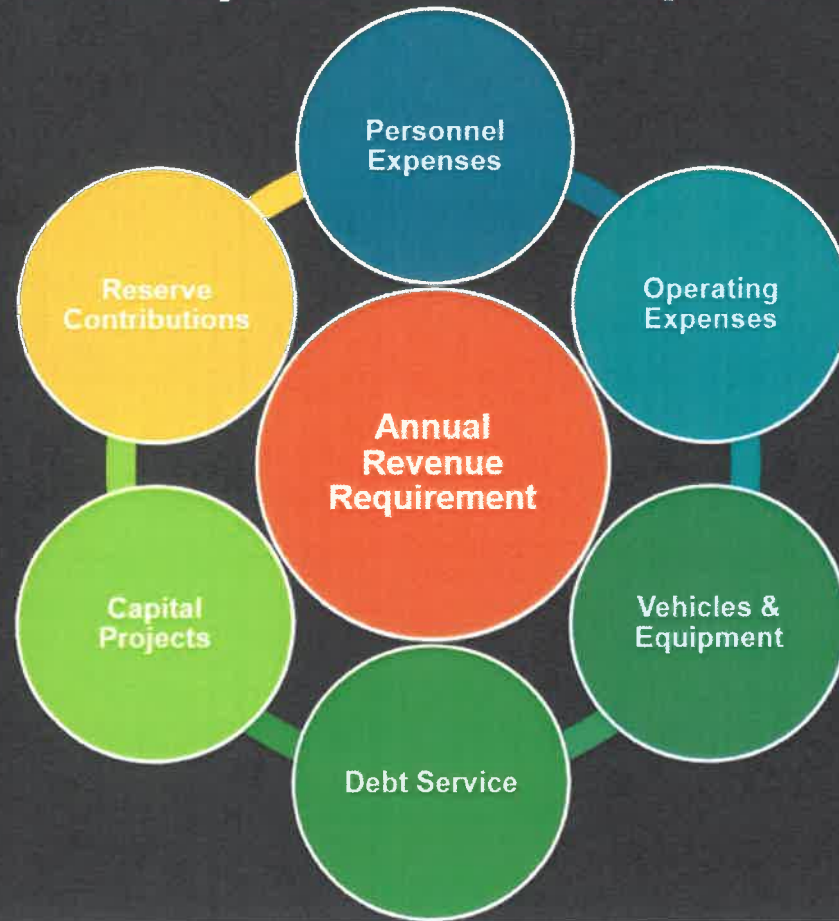 Personnel
Expenses
Operating
Expenses
Vehicles &
Equipment
Debt Service
Capital
Projects
Reserve
Contributions
Annual
Revenue
Requirement